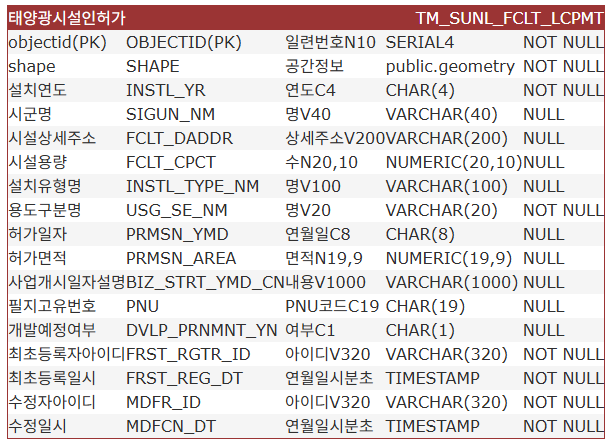 태양광시설인허가 TM_SUNL_FCLT_LCPMT
objectid(PK) OBJECTID(PK) 일련번호N10 SERIAL4 NOT NULL
shape SHAPE 공간정보 public.geometry NOT NULL
설치연도 INSTL_YR 연도C4 CHAR(4) NOT NULL
시군명 SIGUN_NM 명V40 VARCHAR(40) NULL
시설상세주소 FCLT_DADDR 상세주소V200 VARCHAR(200) NULL
시설용량 FCLT_CPCT 수N20,10 NUMERIC(20,10) NULL
설치유형명 INSTL_TYPE_NM 명V100 VARCHAR(100) NULL
용도구분명 USG_SE_NM 명V20 VARCHAR(20) NOT NULL
허가일자 PRMSN_YMD 연월일C8 CHAR(8) NULL
허가면적 PRMSN_AREA 면적N19,9 NUMERIC(19,9) NULL
사업개시일자설명 BIZ_STRT_YMD_CN 내용V1000 VARCHAR(1000) NULL
필지고유번호 PNU PNU코드C19 CHAR(19) NULL
개발예정여부 DVLP_PRNMNT_YN 여부C1 CHAR(1) NULL
최초등록자아이디 FRST_RGTR_ID 아이디V320 VARCHAR(320) NOT NULL
최초등록일시 FRST_REG_DT 연월일시분초 TIMESTAMP NOT NULL
수정자아이디 MDFR_ID 아이디V320 VARCHAR(320) NOT NULL
수정일시 MDFCN_DT 연월일시분초 TIMESTAMP NOT NULL